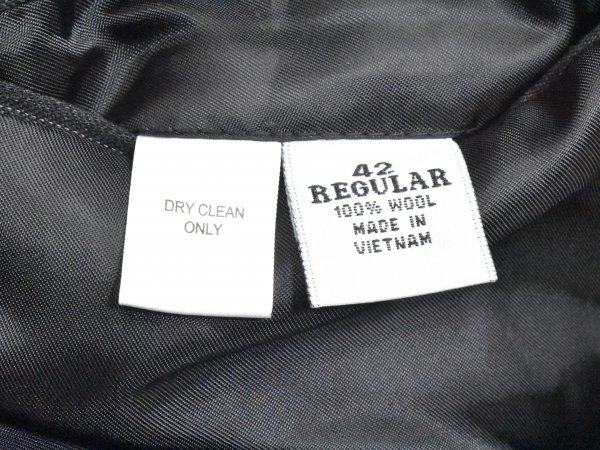 DRY CLEAN
ONLY
42
REGULAR
100% WOOL
MADE IN
VIETNAM